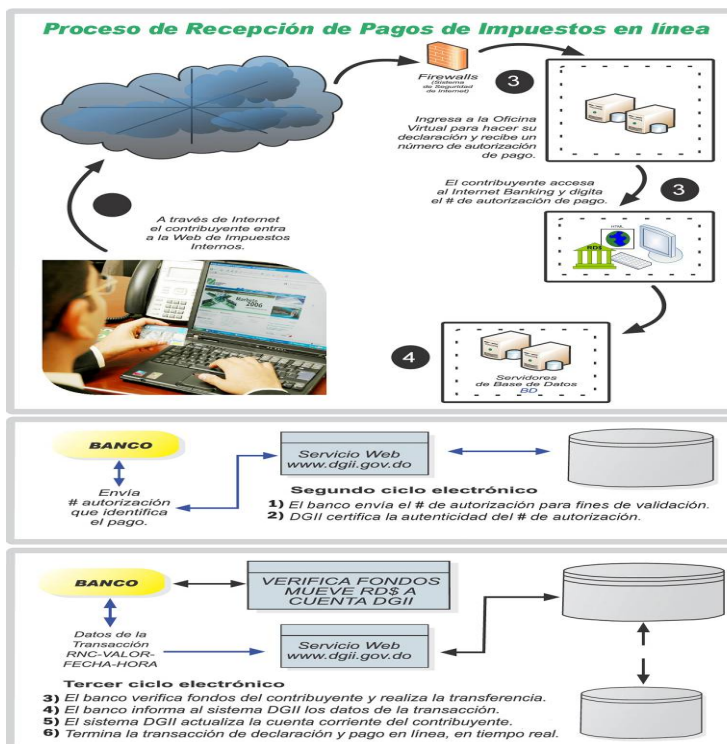 Proceso de Recepción de Pagos de Impuestos en línea
Firewalls
(Sistema
de Seguridad
de Internet)
3
Ingresa a la Oficina
Virtual para hacer su
declaración y recibe un
número de autorización
de pago.
El contribuyente accesa
al Internet Banking y digita
el # de autorización de pago.
3
A través de Internet
el contribuyente entra
a la Web de Impuestos
Internos.
HTML
RD$
2006
4
Servidores
de Base de Datos
BD
BANCO
Envía
# autorización
que identifica
el pago.
Servicio Web
www.dgii.gov.do
Segundo ciclo electrónico
1) El banco envía el # de autorización para fines de validación.
2) DGII certifica la autenticidad del # de autorización.
BANCO
VERIFICA FONDOS
MUEVE RD$ A
CUENTA DGII
Datos de la
Transacción
RNC-VALOR-
FECHA-HORA
Servicio Web
www.dgii.gov.do
Tercer ciclo electrónico
3) El banco verifica fondos del contribuyente y realiza la transferencia.
4) El banco informa al sistema DGII los datos de la transacción.
5) El sistema DGII actualiza la cuenta corriente del contribuyente.
6) Termina la transacción de declaración y pago en línea, en tiempo real.